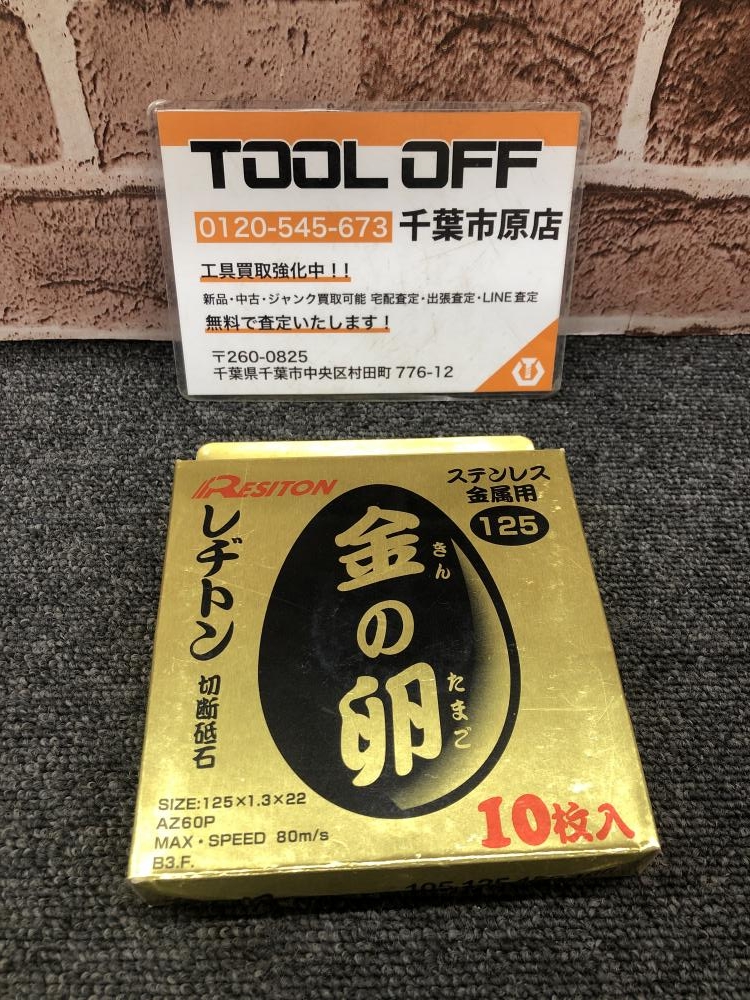 TOOL OFF
0120-545-673 千葉市原店
工具買取強化中！！
新品・中古・ジャンク買取可能 宅配査定・出張査定・LINE査定
無料で査定いたします！
〒260-0825
千葉県千葉市中央区村田町 776-12
RESITON
ステンレス
金属用
125
レヂトン
切断砥石
金の卵
きん
たまご
SIZE:125×1.3×22
AZ60P
MAX・SPEED 80m/s
B3.F.
10枚入